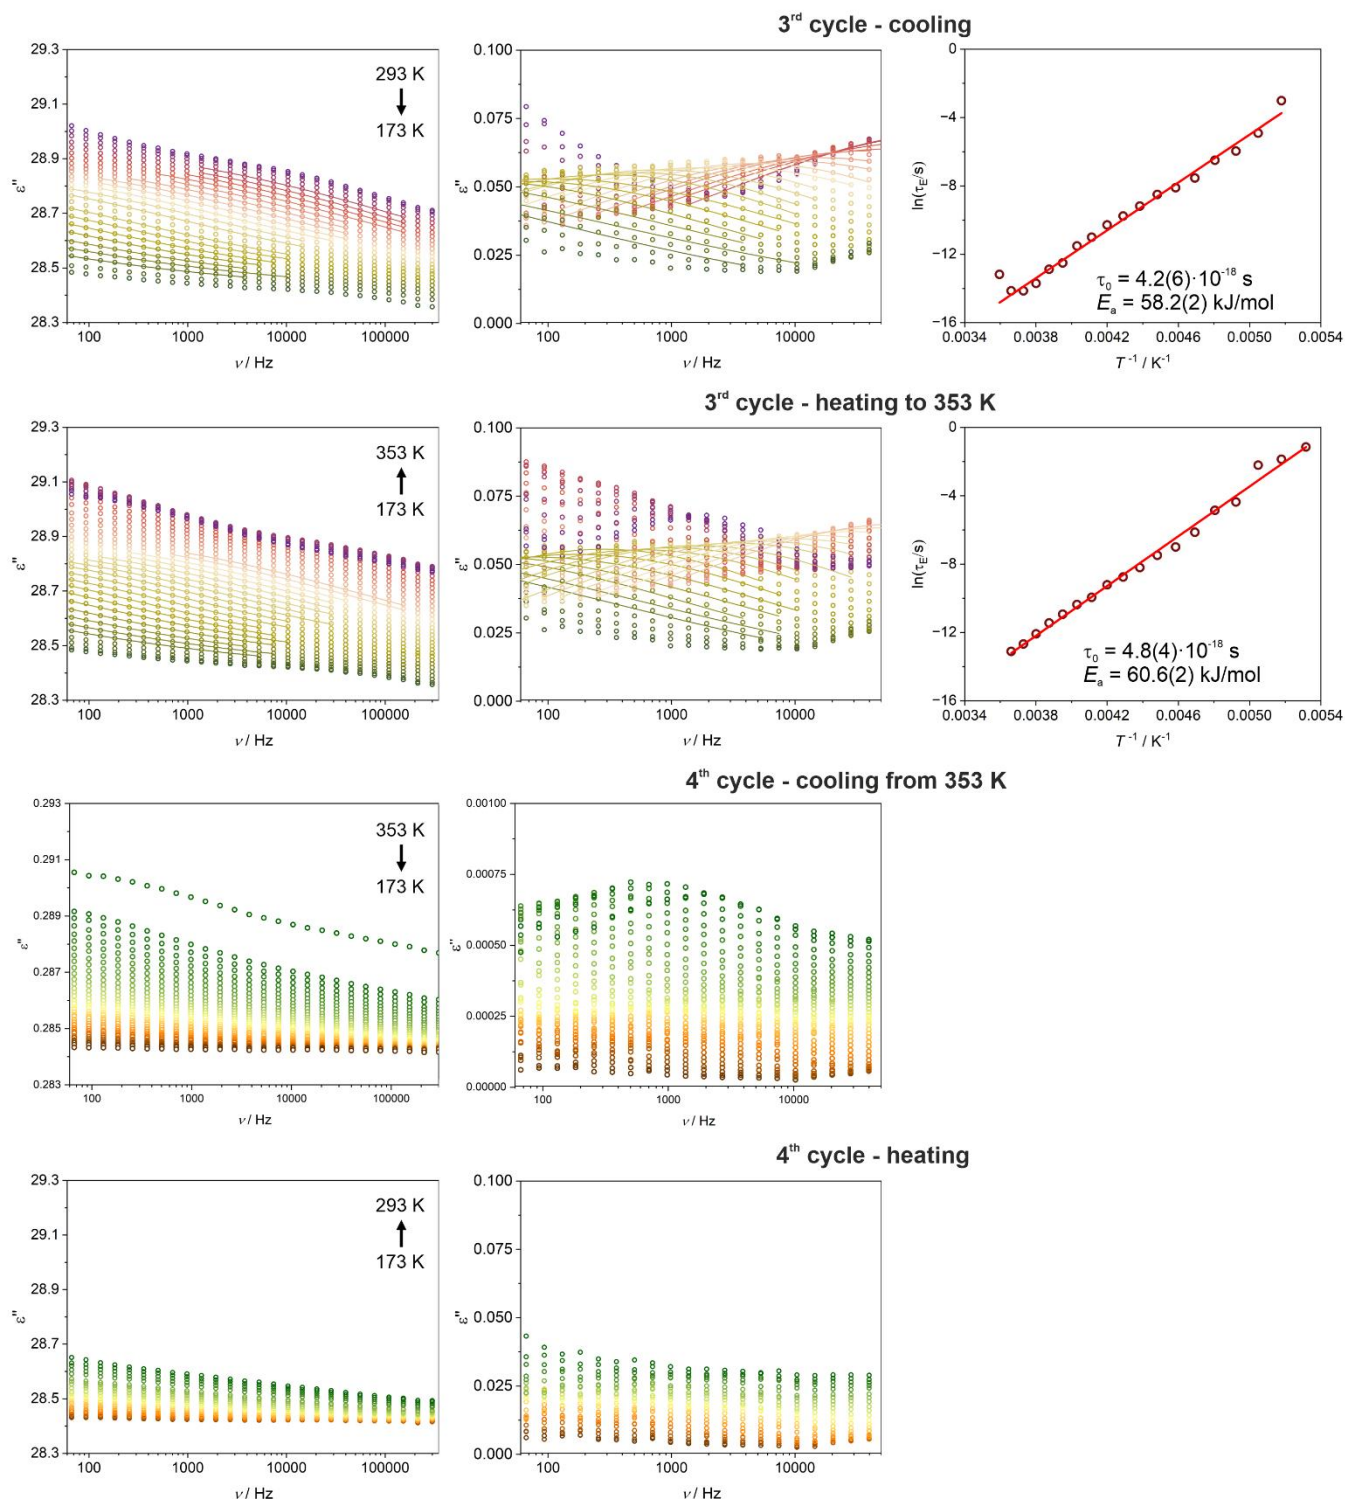 3rd cycle - cooling
29.3
29.1
28.9
28.7
28.5
28.3
ε"
293 K
173 K
100 1000 10000 100000
ν / Hz
0.100
0.075
0.050
0.025
0.000
ε"
100 1000 10000
ν / Hz
0
−4
−8
−12
−16
ln(τE/s)
τ0 = 4.2(6)·10-18 s
Ea = 58.2(2) kJ/mol
0.0034 0.0038 0.0042 0.0046 0.0050 0.0054
T -1 / K-1
3rd cycle - heating to 353 K
29.3
29.1
28.9
28.7
28.5
28.3
ε"
353 K
173 K
100 1000 10000 100000
ν / Hz
0.100
0.075
0.050
0.025
0.000
ε"
100 1000 10000
ν / Hz
0
−4
−8
−12
−16
ln(τE/s)
τ0 = 4.8(4)·10-18 s
Ea = 60.6(2) kJ/mol
0.0034 0.0038 0.0042 0.0046 0.0050 0.0054
T -1 / K-1
4th cycle - cooling from 353 K
0.293
0.291
0.289
0.287
0.285
0.283
ε"
353 K
173 K
100 1000 10000 100000
ν / Hz
0.00100
0.00075
0.00050
0.00025
0.00000
ε"
100 1000 10000
ν / Hz
4th cycle - heating
29.3
29.1
28.9
28.7
28.5
28.3
ε"
293 K
173 K
100 1000 10000 100000
ν / Hz
0.100
0.075
0.050
0.025
0.000
ε"
100 1000 10000
ν / Hz